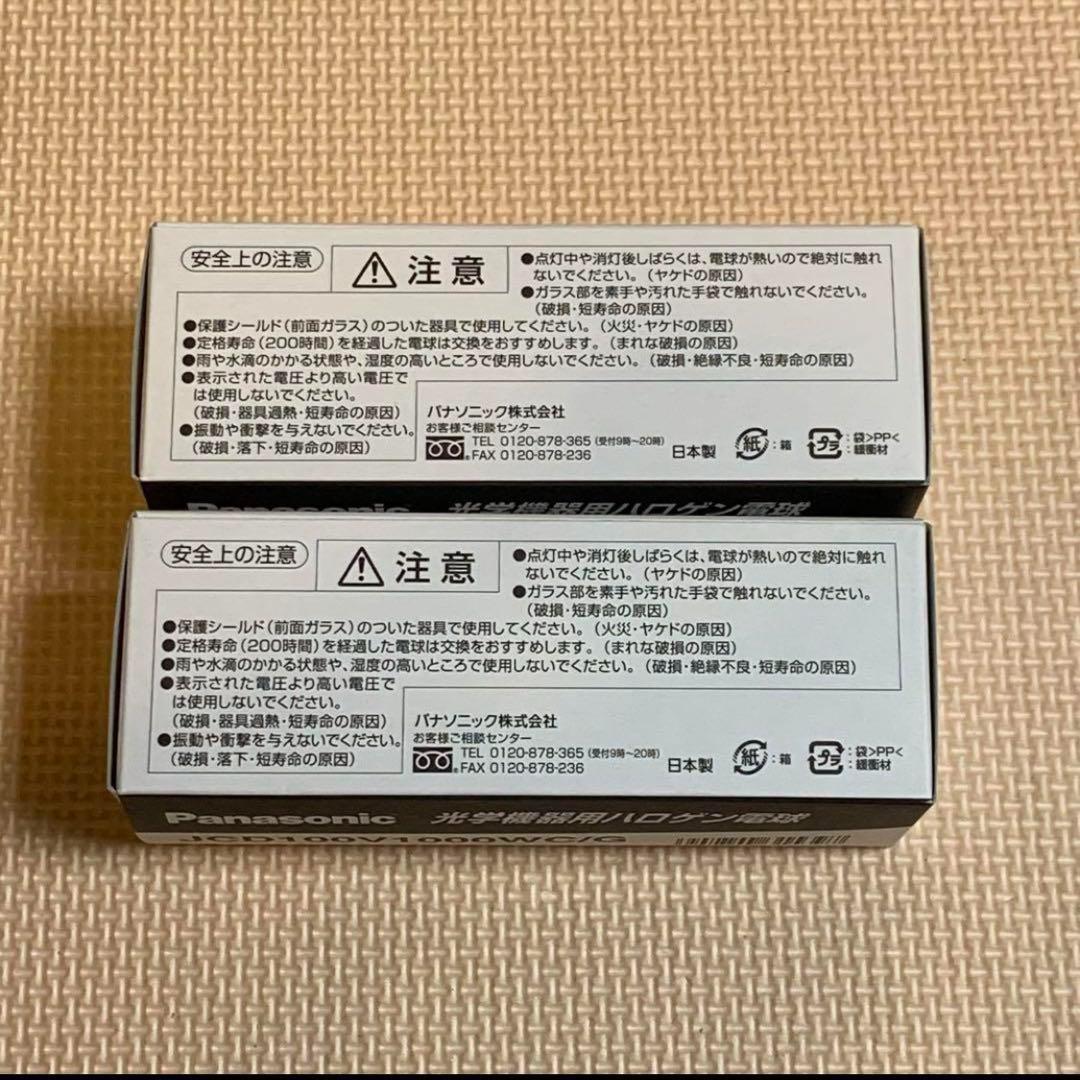 安全上の注意
注意
●点灯中や消灯後しばらくは、電球が熱いので絶対に触れ
ないでください。（ヤケドの原因）
●ガラス部を素手や汚れた手袋で触れないでください。
（破損・短寿命の原因）
●保護シールド（前面ガラス）のついた器具で使用してください。（火災・ヤケドの原因）
●定格寿命（200時間）を経過した電球は交換をおすすめします。（まれな破損の原因）
●雨や水滴のかかる状態や、湿度の高いところで使用しないでください。（破損・絶縁不良・短寿命の原因）
●表示された電圧より高い電圧で
は使用しないでください。
（破損・器具過熱・短寿命の原因）
●振動や衝撃を与えないでください。
（破損・落下・短寿命の原因）
パナソニック株式会社
お客様ご相談センター
TEL 0120-878-365（受付9時～20時）
FAX 0120-878-236
日本製
紙：箱
プラ：袋>PP<
：緩衝材
Panasonic 光学機器用ハロゲン電球
安全上の注意
注意
●点灯中や消灯後しばらくは、電球が熱いので絶対に触れ
ないでください。（ヤケドの原因）
●ガラス部を素手や汚れた手袋で触れないでください。
（破損・短寿命の原因）
●保護シールド（前面ガラス）のついた器具で使用してください。（火災・ヤケドの原因）
●定格寿命（200時間）を経過した電球は交換をおすすめします。（まれな破損の原因）
●雨や水滴のかかる状態や、湿度の高いところで使用しないでください。（破損・絶縁不良・短寿命の原因）
●表示された電圧より高い電圧で
は使用しないでください。
（破損・器具過熱・短寿命の原因）
●振動や衝撃を与えないでください。
（破損・落下・短寿命の原因）
パナソニック株式会社
お客様ご相談センター
TEL 0120-878-365（受付9時～20時）
FAX 0120-878-236
日本製
紙：箱
プラ：袋>PP<
：緩衝材
Panasonic 光学機器用ハロゲン電球
JCD100V1000WC/G